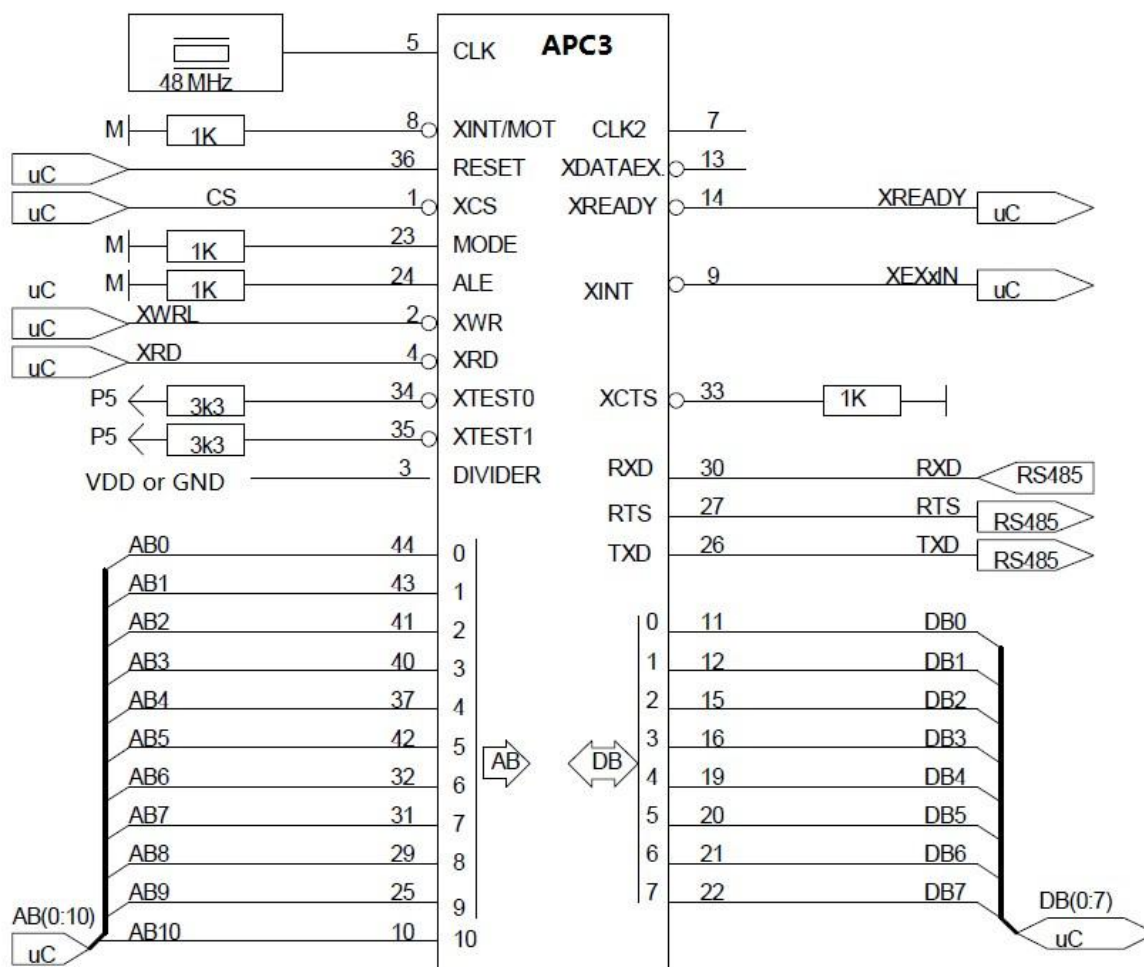 5 CLK APC3
48 MHz
M 1K 8 XINT/MOT CLK2 7
uC 36 RESET XDATAEX. 13
uC CS 1 XCS XREADY 14 XREADY uC
M 1K 23 MODE
uC M 1K 24 ALE XINT 9 XEXxIN uC
uC XWRL 2 XWR
uC XRD 4 XRD
P5 3k3 34 XTEST0 XCTS 33 1K
P5 3k3 35 XTEST1
VDD or GND 3 DIVIDER RXD 30 RXD RS485
RTS 27 RTS RS485
AB0 44 0 TXD 26 TXD RS485
AB1 43 1
AB2 41 2 0 11 DB0
AB3 40 3 1 12 DB1
AB4 37 4 2 15 DB2
AB5 42 5 AB DB 3 16 DB3
AB6 32 6 4 19 DB4
AB7 31 7 5 20 DB5
AB8 29 8 6 21 DB6
AB9 25 9 7 22 DB7
AB(0:10) DB(0:7)
uC AB10 10 10 uC